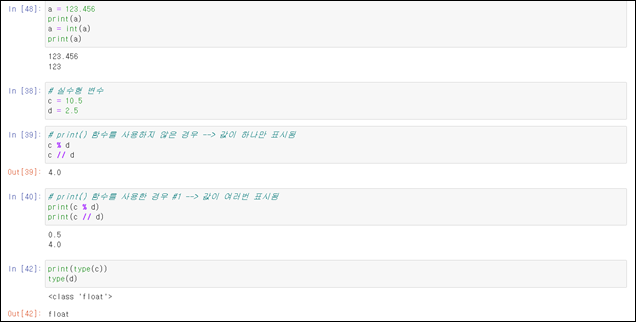 In [48]: a = 123.456
print(a)
a = int(a)
print(a)
123.456
123
In [38]: # 실수형 변수
c = 10.5
d = 2.5
In [39]: # print() 함수를 사용하지 않은 경우 --> 값이 하나만 표시됨
c % d
c // d
Out[39]: 4.0
In [40]: # print() 함수를 사용한 경우 #1 --> 값이 여러번 표시됨
print(c % d)
print(c // d)
0.5
4.0
In [42]: print(type(c))
type(d)
<class 'float'>
Out[42]: float